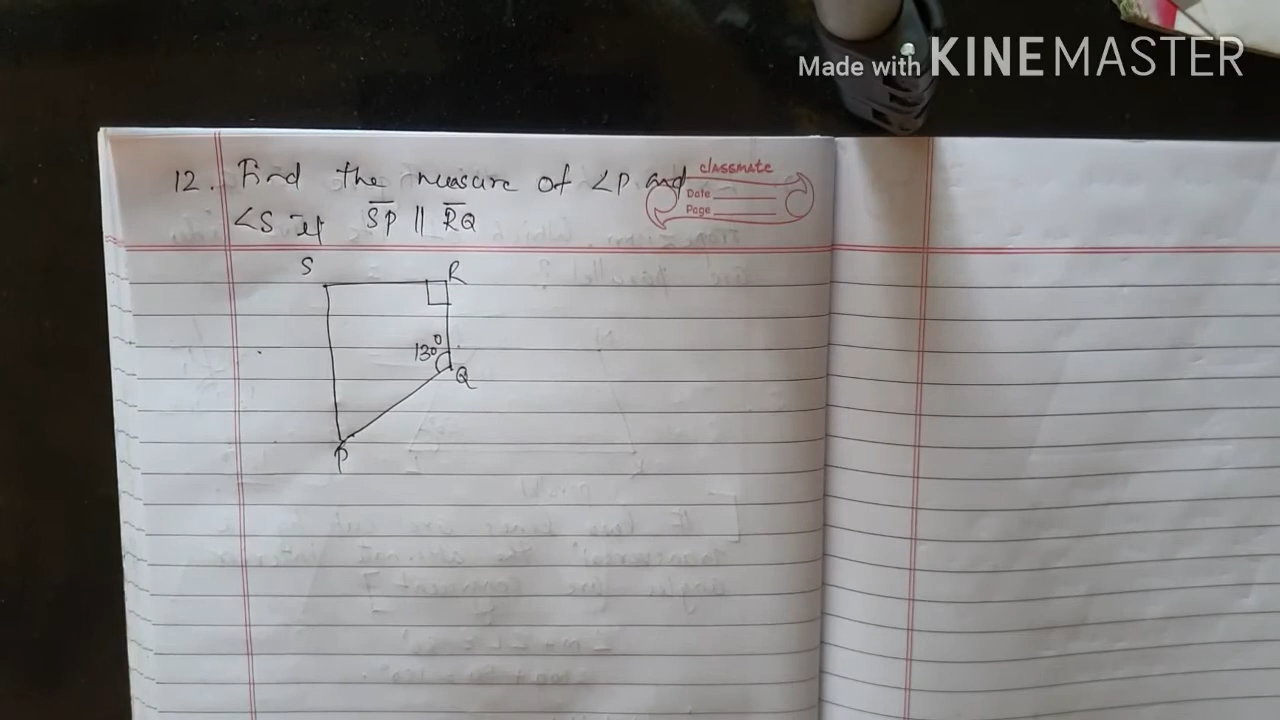 Made with KINEMASTER
12. Find the measure of ∠P and
∠S if SP || RQ
classmate
Date
Page
S R
130°
Q
P